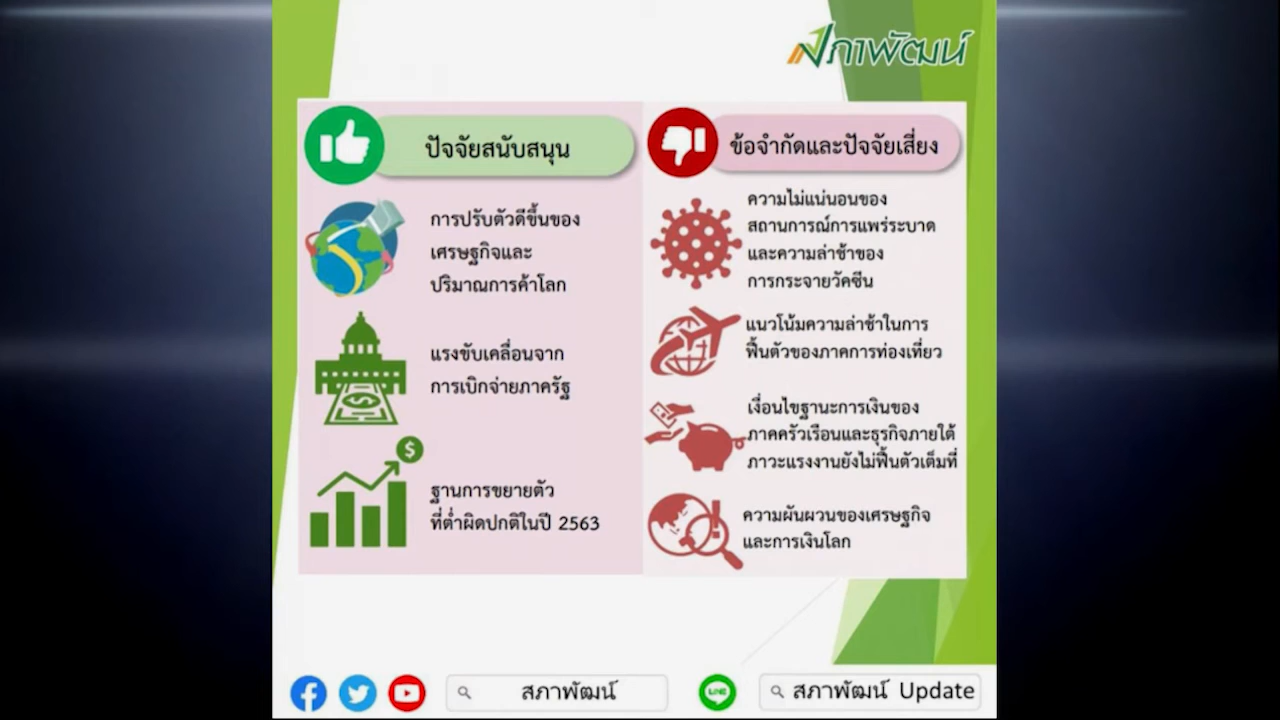 สภาพัฒน์
ปัจจัยสนับสนุน
การปรับตัวดีขึ้นของ
เศรษฐกิจและ
ปริมาณการค้าโลก
แรงขับเคลื่อนจาก
การเบิกจ่ายภาครัฐ
$
ฐานการขยายตัว
ที่ต่ำผิดปกติในปี 2563
ข้อจำกัดและปัจจัยเสี่ยง
ความไม่แน่นอนของ
สถานการณ์การแพร่ระบาด
และความล่าช้าของ
การกระจายวัคซีน
แนวโน้มความล่าช้าในการ
ฟื้นตัวของภาคการท่องเที่ยว
เงื่อนไขฐานะการเงินของ
ภาคครัวเรือนและธุรกิจภายใต้
ภาวะแรงงานยังไม่ฟื้นตัวเต็มที่
ความผันผวนของเศรษฐกิจ
และการเงินโลก
สภาพัฒน์
LINE
สภาพัฒน์ Update